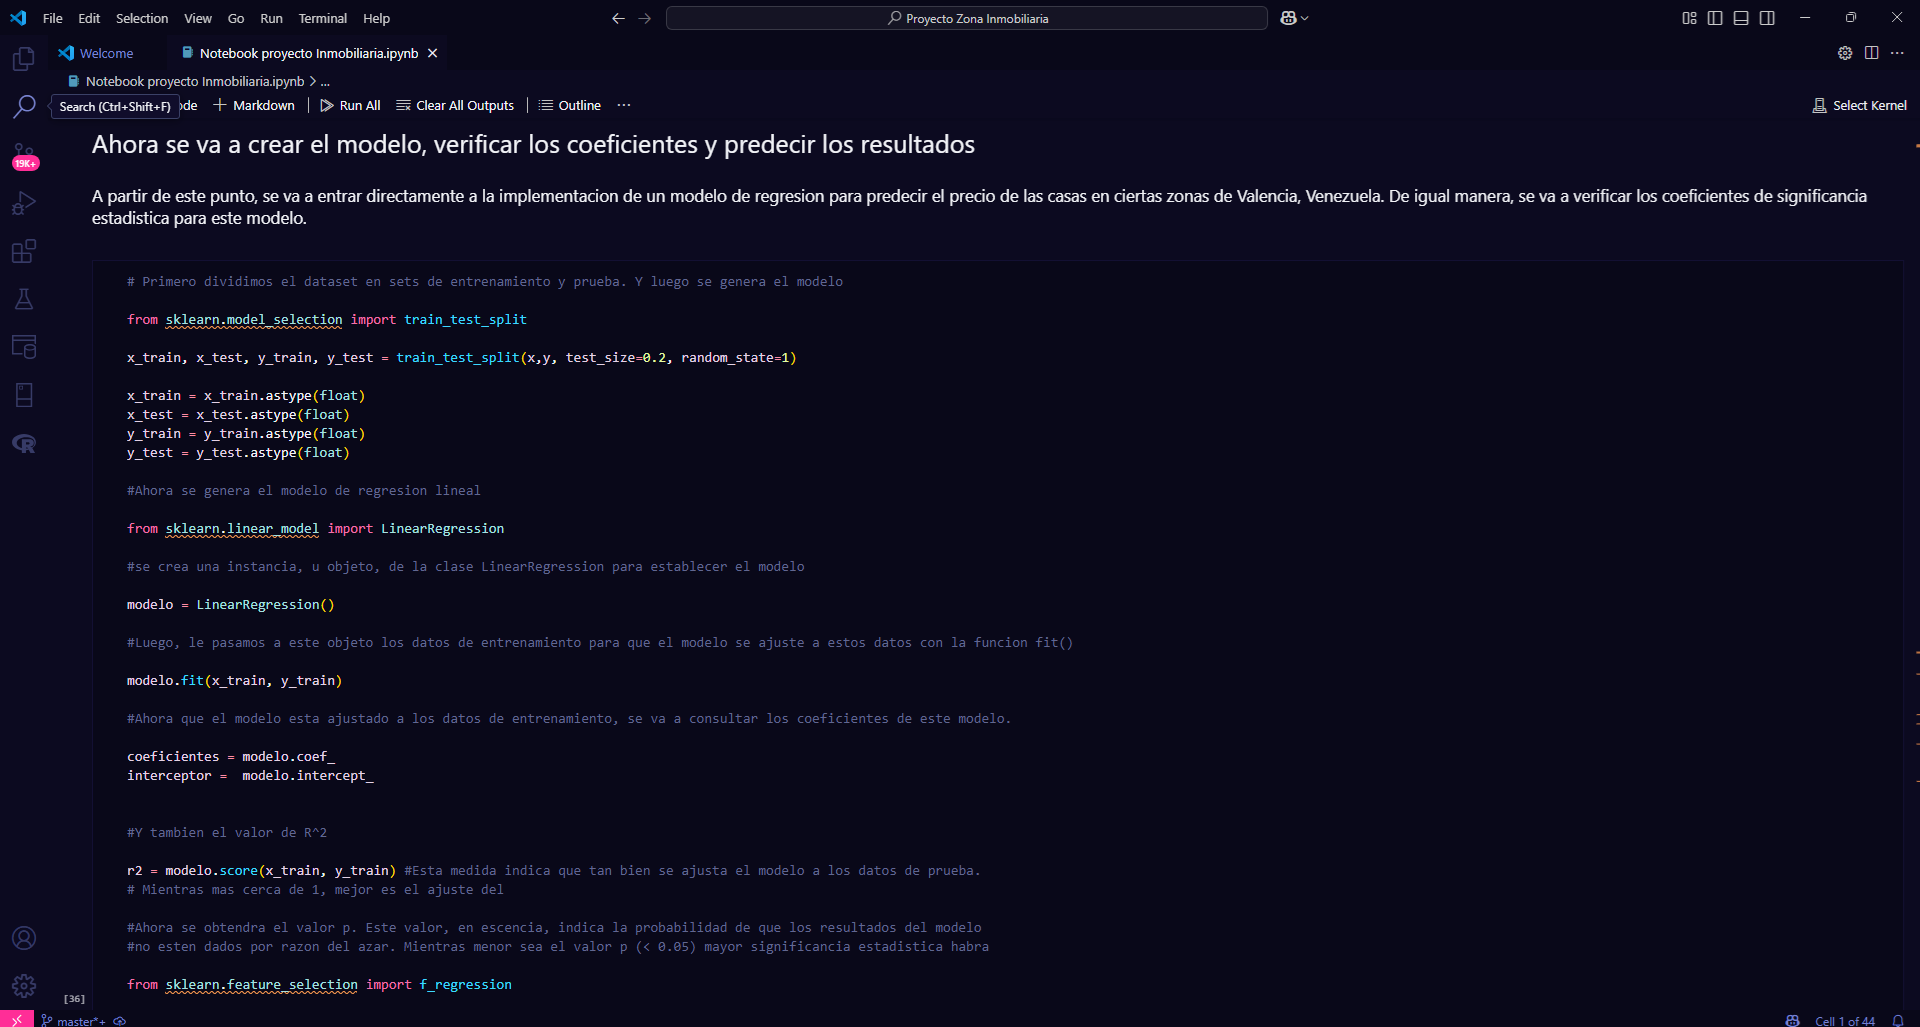 File Edit Selection View Go Run Terminal Help
Proyecto Zona Inmobiliaria
Welcome
Notebook proyecto Inmobiliaria.ipynb
Notebook proyecto Inmobiliaria.ipynb > ...
Search (Ctrl+Shift+F)
ode + Markdown Run All Clear All Outputs Outline ...
Select Kernel
19K+
Ahora se va a crear el modelo, verificar los coeficientes y predecir los resultados
A partir de este punto, se va a entrar directamente a la implementacion de un modelo de regresion para predecir el precio de las casas en ciertas zonas de Valencia, Venezuela. De igual manera, se va a verificar los coeficientes de significancia
estadistica para este modelo.
# Primero dividimos el dataset en sets de entrenamiento y prueba. Y luego se genera el modelo
from sklearn.model_selection import train_test_split
x_train, x_test, y_train, y_test = train_test_split(x,y, test_size=0.2, random_state=1)
x_train = x_train.astype(float)
x_test = x_test.astype(float)
y_train = y_train.astype(float)
y_test = y_test.astype(float)
#Ahora se genera el modelo de regresion lineal
from sklearn.linear_model import LinearRegression
#se crea una instancia, u objeto, de la clase LinearRegression para establecer el modelo
modelo = LinearRegression()
#Luego, le pasamos a este objeto los datos de entrenamiento para que el modelo se ajuste a estos datos con la funcion fit()
modelo.fit(x_train, y_train)
#Ahora que el modelo esta ajustado a los datos de entrenamiento, se va a consultar los coeficientes de este modelo.
coeficientes = modelo.coef_
interceptor =  modelo.intercept_
#Y tambien el valor de R^2
r2 = modelo.score(x_train, y_train) #Esta medida indica que tan bien se ajusta el modelo a los datos de prueba.
# Mientras mas cerca de 1, mejor es el ajuste del
#Ahora se obtendra el valor p. Este valor, en escencia, indica la probabilidad de que los resultados del modelo
#no esten dados por razon del azar. Mientras menor sea el valor p (< 0.05) mayor significancia estadistica habra
from sklearn.feature_selection import f_regression
[36]
master*+
Cell 1 of 44